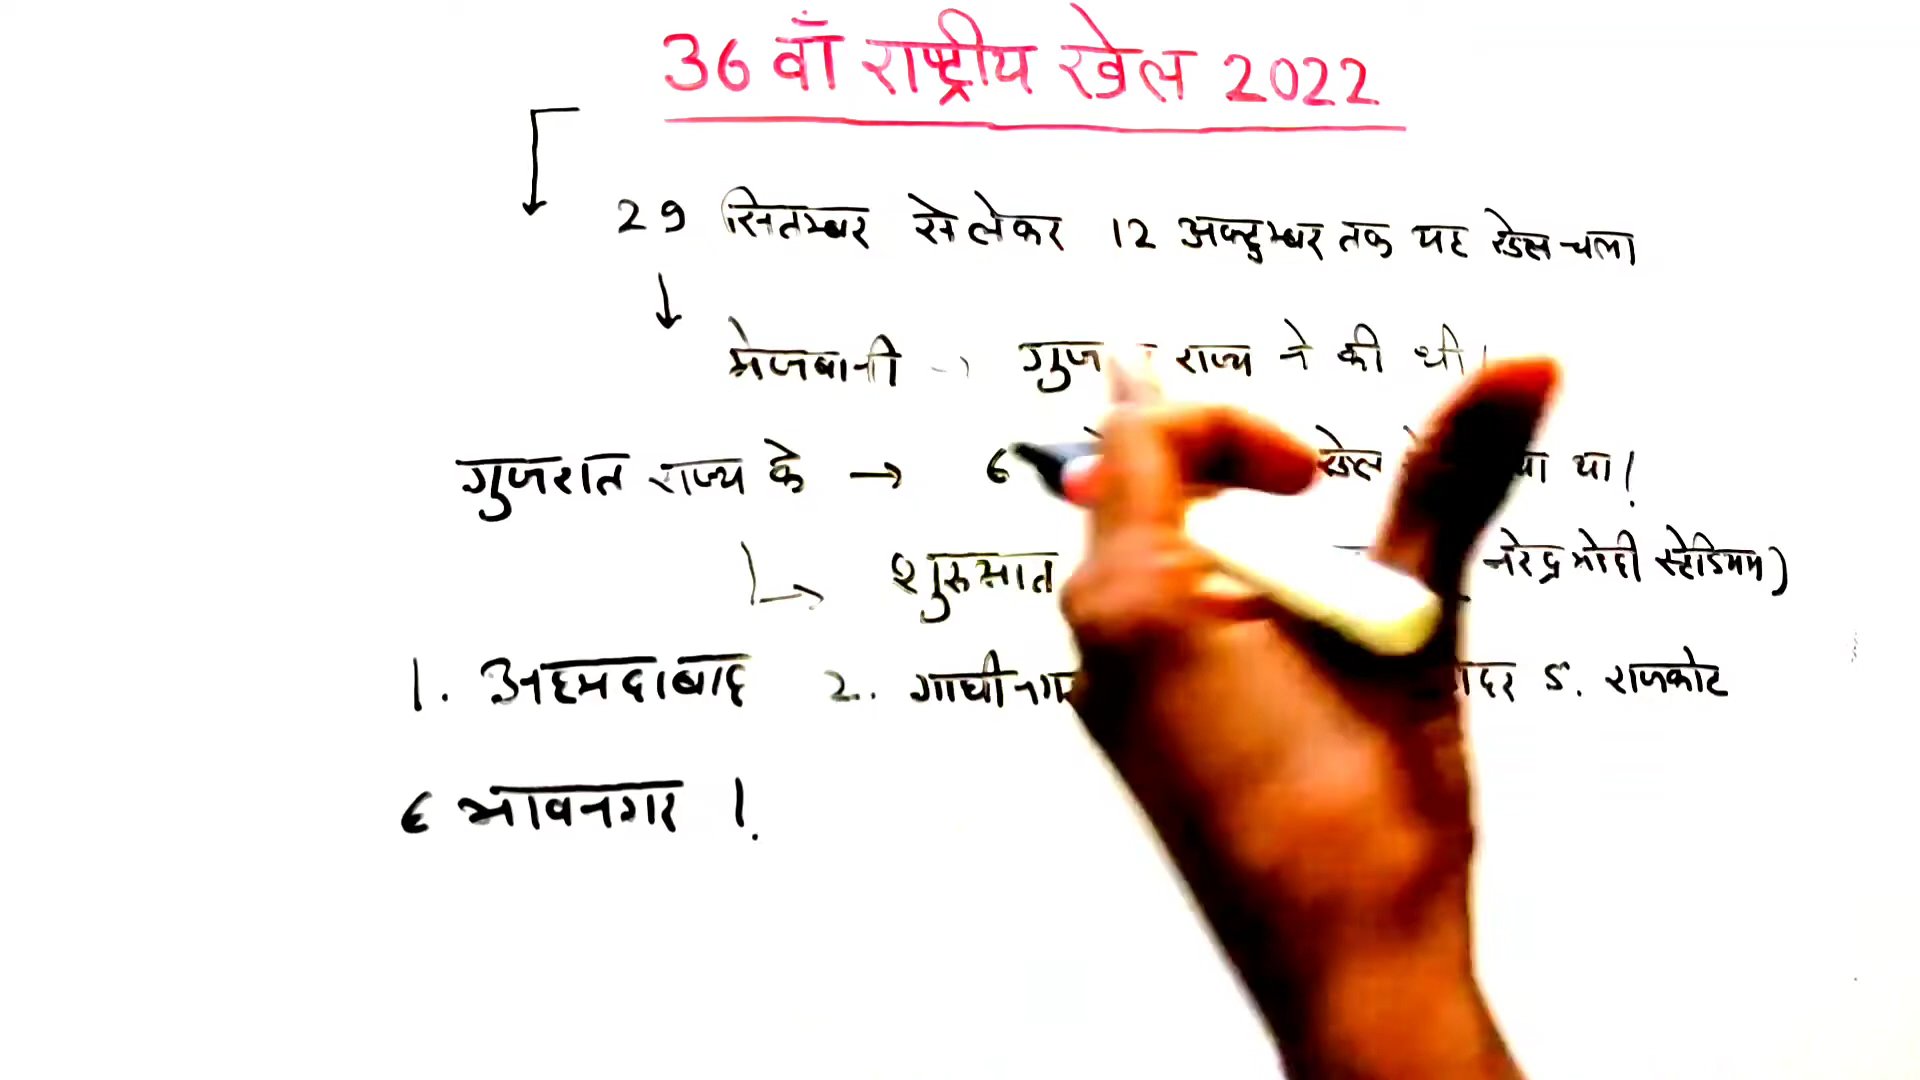 36 वाँ राष्ट्रीय खेल 2022
29 सितम्बर से लेकर 12 अक्टुम्बर तक यह खेल चला
मेजबानी → गुज राज्य ने की थी।
गुजरात राज्य के → 6 खेल था।
शुरुआत नरेद्र मोदी स्टेडियम)
1. अहमदाबाद 2. गाधीनगर 5. राजकोट
6 भावनगर ।.